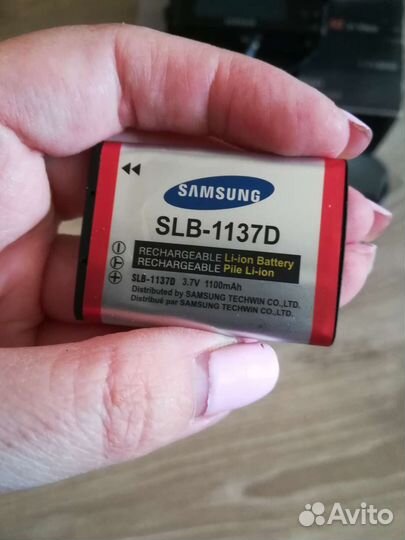 SAMSUNG
SAMSUNG
SLB-1137D
RECHARGEABLE Li-ion Battery
RECHARGEABLE Pile Li-ion
SLB-1137D 3.7V 1100mAh
Distributed by SAMSUNG TECHWIN CO.,LTD.
Distribué par SAMSUNG TECHWIN CO.,LTD.
Avito